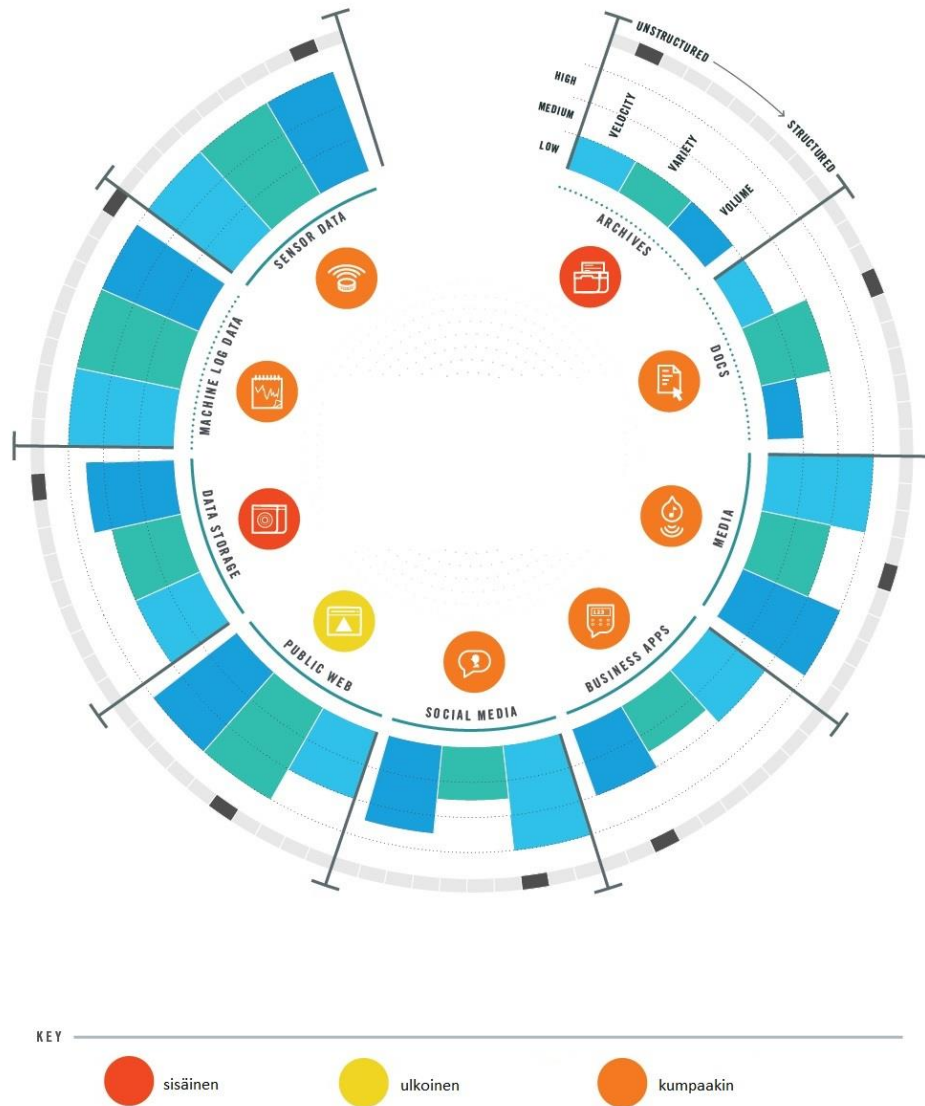 UNSTRUCTURED
STRUCTURED
HIGH
MEDIUM
LOW
VELOCITY
VARIETY
VOLUME
ARCHIVES
DOCS
MEDIA
BUSINESS APPS
SOCIAL MEDIA
PUBLIC WEB
DATA STORAGE
MACHINE LOG DATA
SENSOR DATA
KEY
sisäinen
ulkoinen
kumpaakin